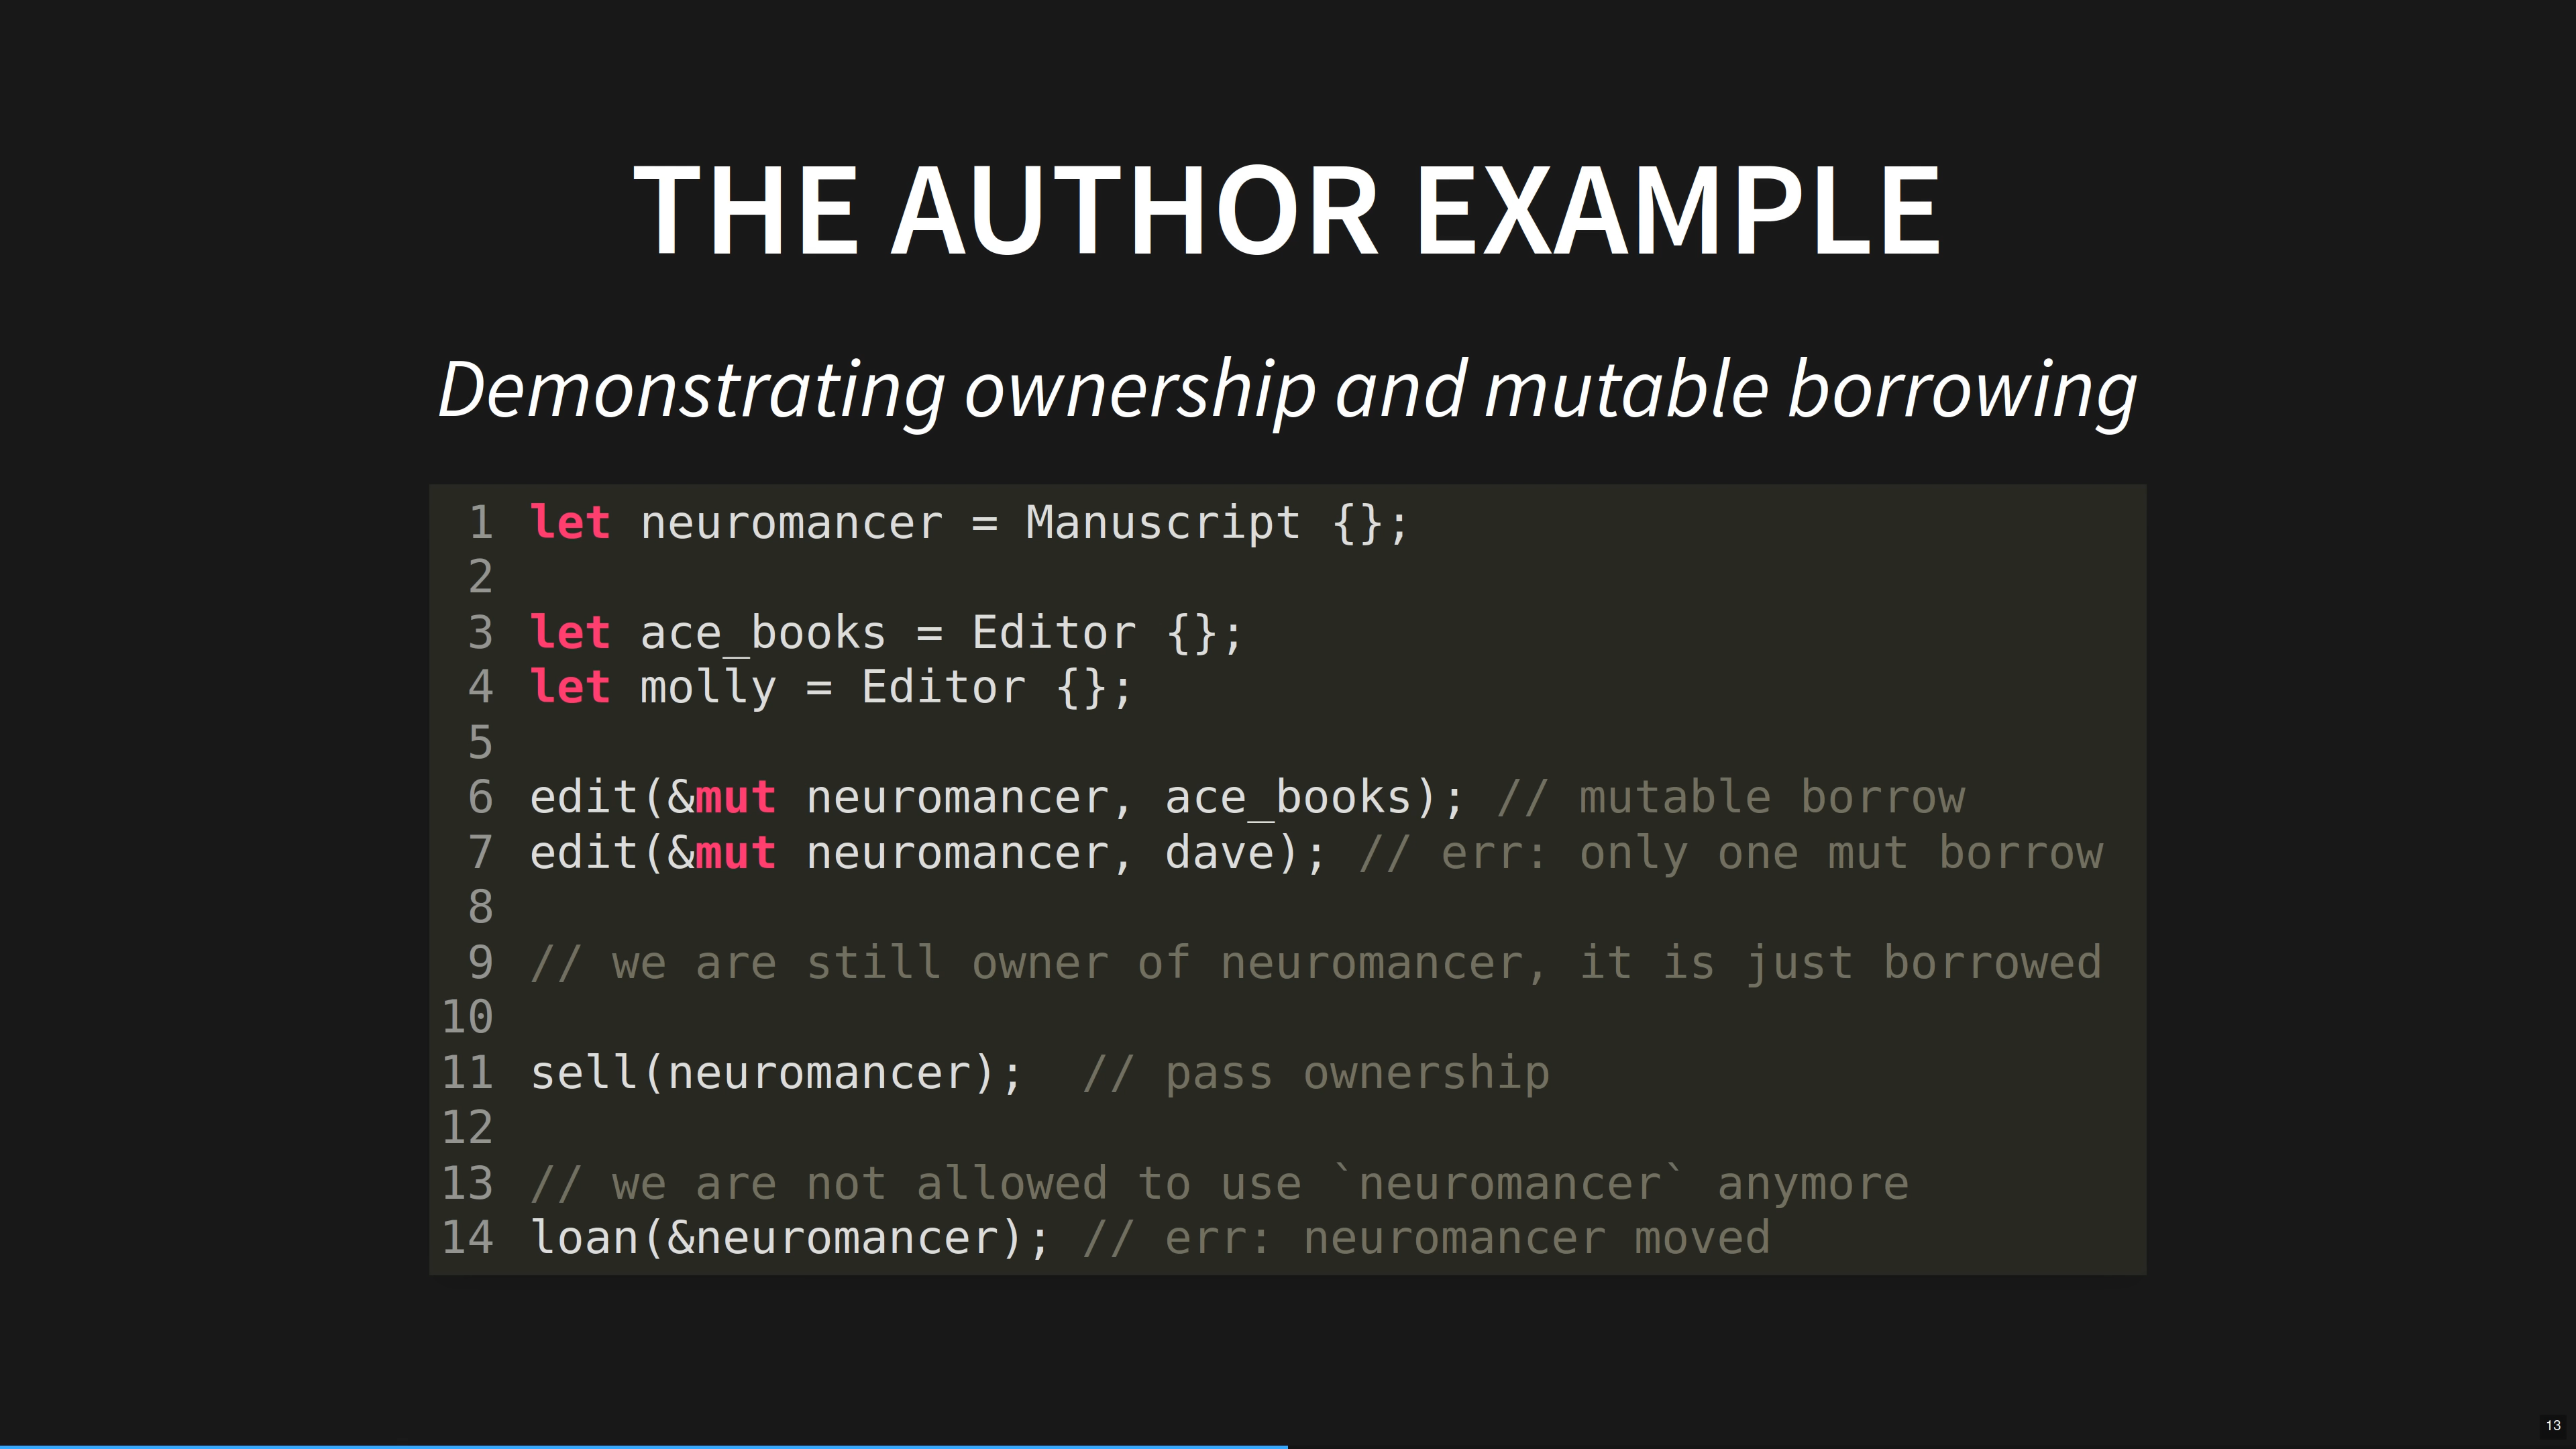 THE AUTHOR EXAMPLE
Demonstrating ownership and mutable borrowing
1 let neuromancer = Manuscript {};
2
3 let ace_books = Editor {};
4 let molly = Editor {};
5
6 edit(&mut neuromancer, ace_books); // mutable borrow
7 edit(&mut neuromancer, dave); // err: only one mut borrow
8
9 // we are still owner of neuromancer, it is just borrowed
10
11 sell(neuromancer);  // pass ownership
12
13 // we are not allowed to use `neuromancer` anymore
14 loan(&neuromancer); // err: neuromancer moved
13